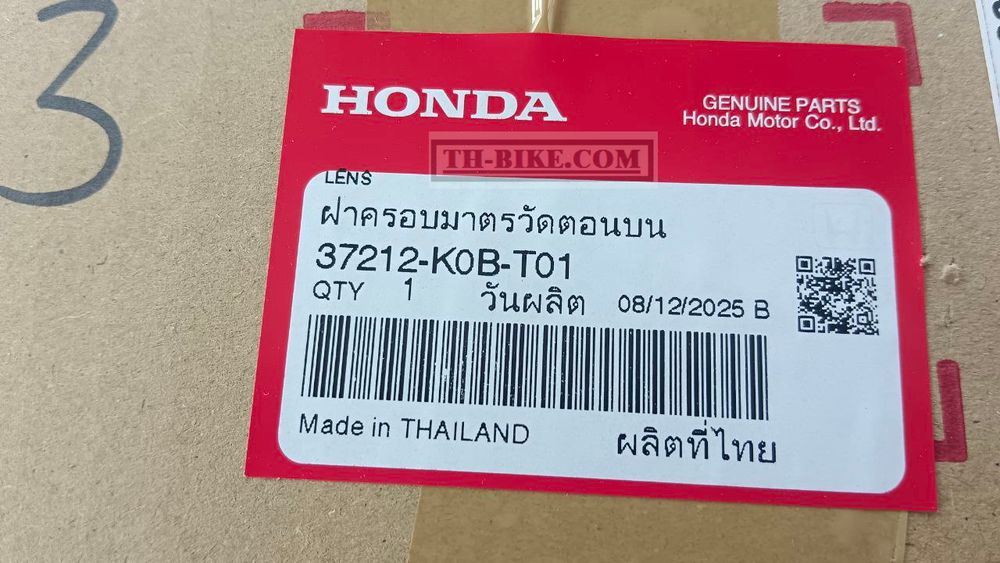 3
HONDA
GENUINE PARTS
Honda Motor Co., Ltd.
TH-BIKE.COM
LENS
ฝาครอบมาตรวัดตอนบน
37212-K0B-T01
QTY 1 วันผลิต 08/12/2025 B
Made in THAILAND ผลิตที่ไทย